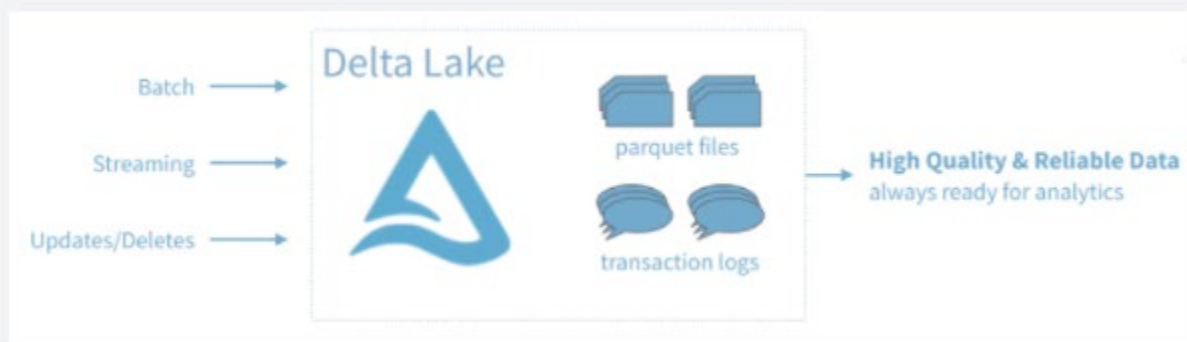 Delta Lake
Batch
Streaming
Updates/Deletes
parquet files
transaction logs
High Quality & Reliable Data
always ready for analytics